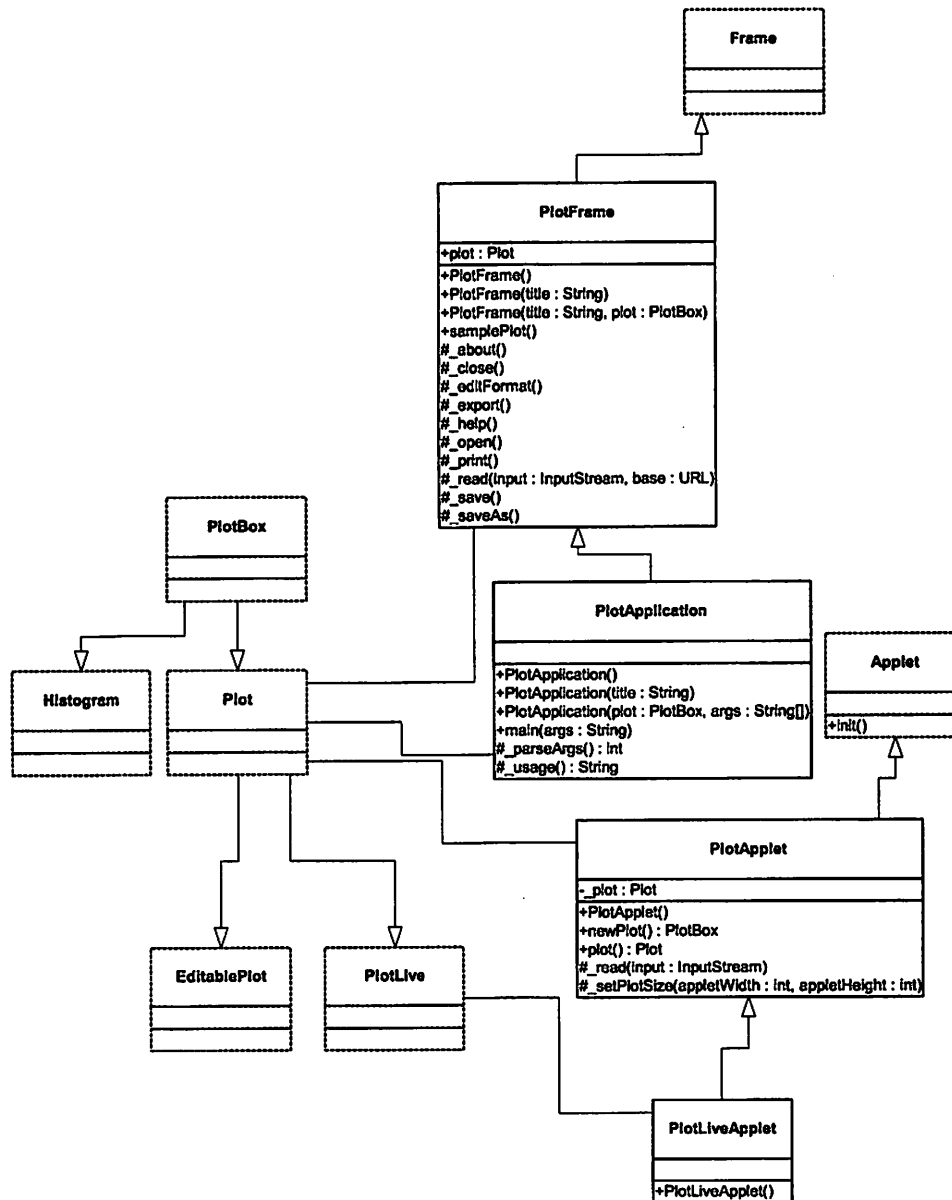 Frame
PlotFrame
+plot : Plot
+PlotFrame()
+PlotFrame(title : String)
+PlotFrame(title : String, plot : PlotBox)
+samplePlot()
#_about()
#_close()
#_editFormat()
#_export()
#_help()
#_open()
#_print()
#_read(input : InputStream, base : URL)
#_save()
#_saveAs()
PlotBox
Histogram
Plot
PlotApplication
+PlotApplication()
+PlotApplication(title : String)
+PlotApplication(plot : PlotBox, args : String[])
+main(args : String)
#_parseArgs() : int
#_usage() : String
Applet
+init()
PlotApplet
-_plot : Plot
+PlotApplet()
+newPlot() : PlotBox
+plot() : Plot
#_read(input : InputStream)
#_setPlotSize(appletWidth : int, appletHeight : int)
EditablePlot
PlotLive
PlotLiveApplet
+PlotLiveApplet()